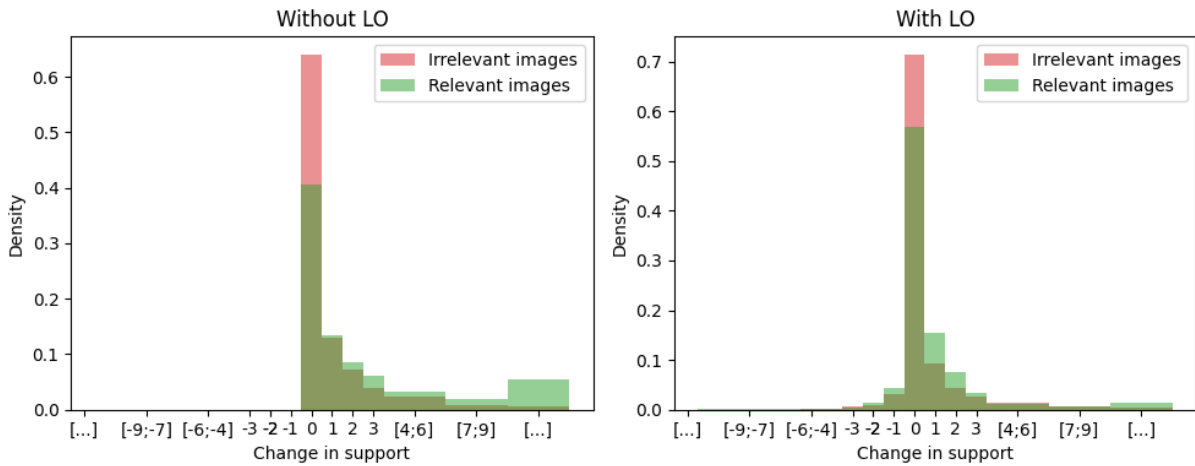 Without LO
Irrelevant images
Relevant images
0.6
0.5
0.4
0.3
0.2
0.1
0.0
Density
[...] [-9;-7] [-6;-4] -3 -2 -1 0 1 2 3 [4;6] [7;9] [...]
Change in support
With LO
Irrelevant images
Relevant images
0.7
0.6
0.5
0.4
0.3
0.2
0.1
0.0
Density
[...] [-9;-7] [-6;-4] -3 -2 -1 0 1 2 3 [4;6] [7;9] [...]
Change in support